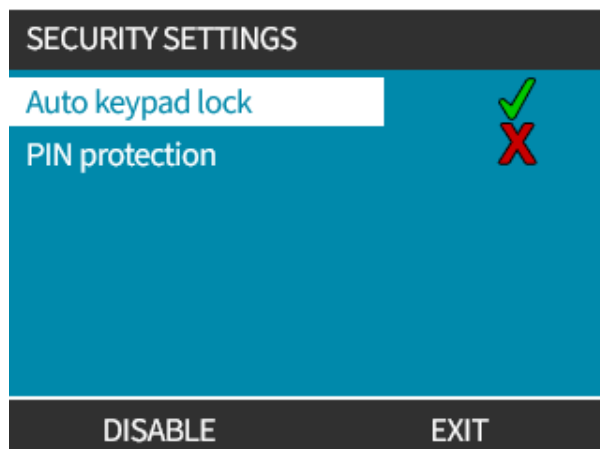 SECURITY SETTINGS
Auto keypad lock
PIN protection
DISABLE EXIT